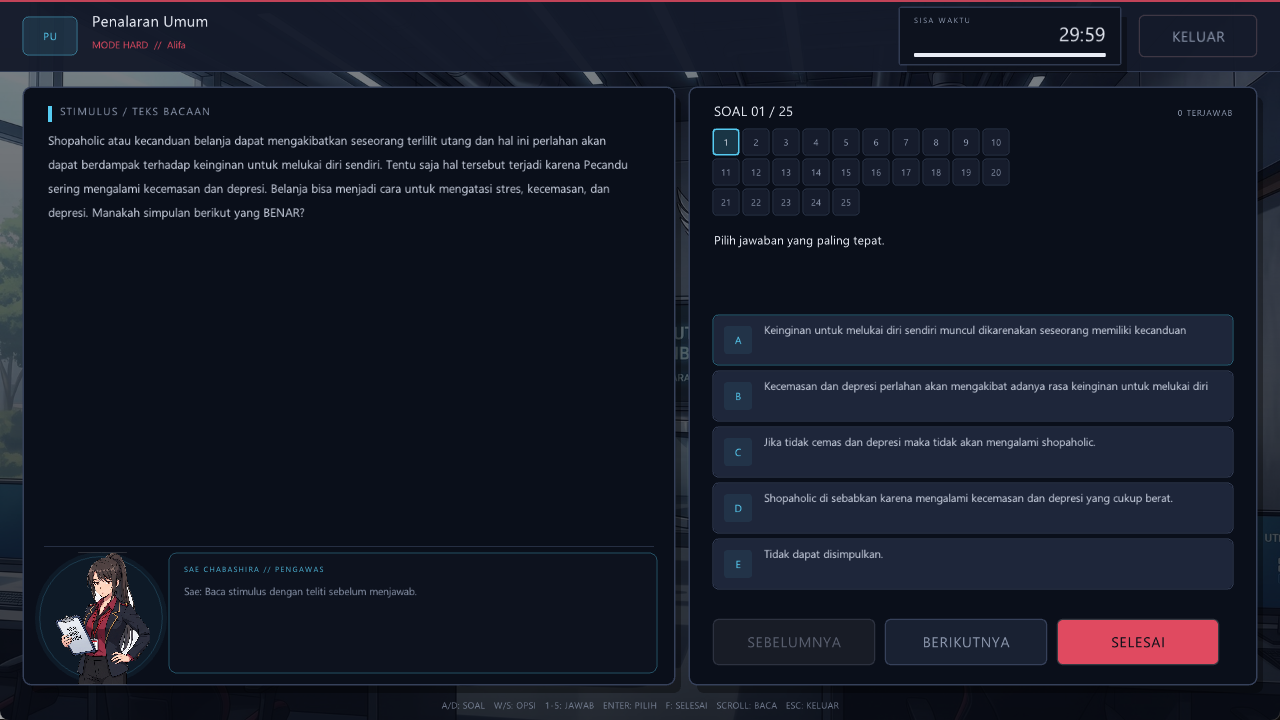 PU
Penalaran Umum
MODE HARD // Alifa
SISA WAKTU
29:59
KELUAR
STIMULUS / TEKS BACAAN
Shopaholic atau kecanduan belanja dapat mengakibatkan seseorang terlilit utang dan hal ini perlahan akan
dapat berdampak terhadap keinginan untuk melukai diri sendiri. Tentu saja hal tersebut terjadi karena Pecandu
sering mengalami kecemasan dan depresi. Belanja bisa menjadi cara untuk mengatasi stres, kecemasan, dan
depresi. Manakah simpulan berikut yang BENAR?
SAE CHABASHIRA // PENGAWAS
Sae: Baca stimulus dengan teliti sebelum menjawab.
SOAL 01 / 25
0 TERJAWAB
1 2 3 4 5 6 7 8 9 10
11 12 13 14 15 16 17 18 19 20
21 22 23 24 25
Pilih jawaban yang paling tepat.
A Keinginan untuk melukai diri sendiri muncul dikarenakan seseorang memiliki kecanduan
B Kecemasan dan depresi perlahan akan mengakibat adanya rasa keinginan untuk melukai diri
C Jika tidak cemas dan depresi maka tidak akan mengalami shopaholic.
D Shopaholic di sebabkan karena mengalami kecemasan dan depresi yang cukup berat.
E Tidak dapat disimpulkan.
SEBELUMNYA
BERIKUTNYA
SELESAI
A/D: SOAL W/S: OPSI 1-5: JAWAB ENTER: PILIH F: SELESAI SCROLL: BACA ESC: KELUAR